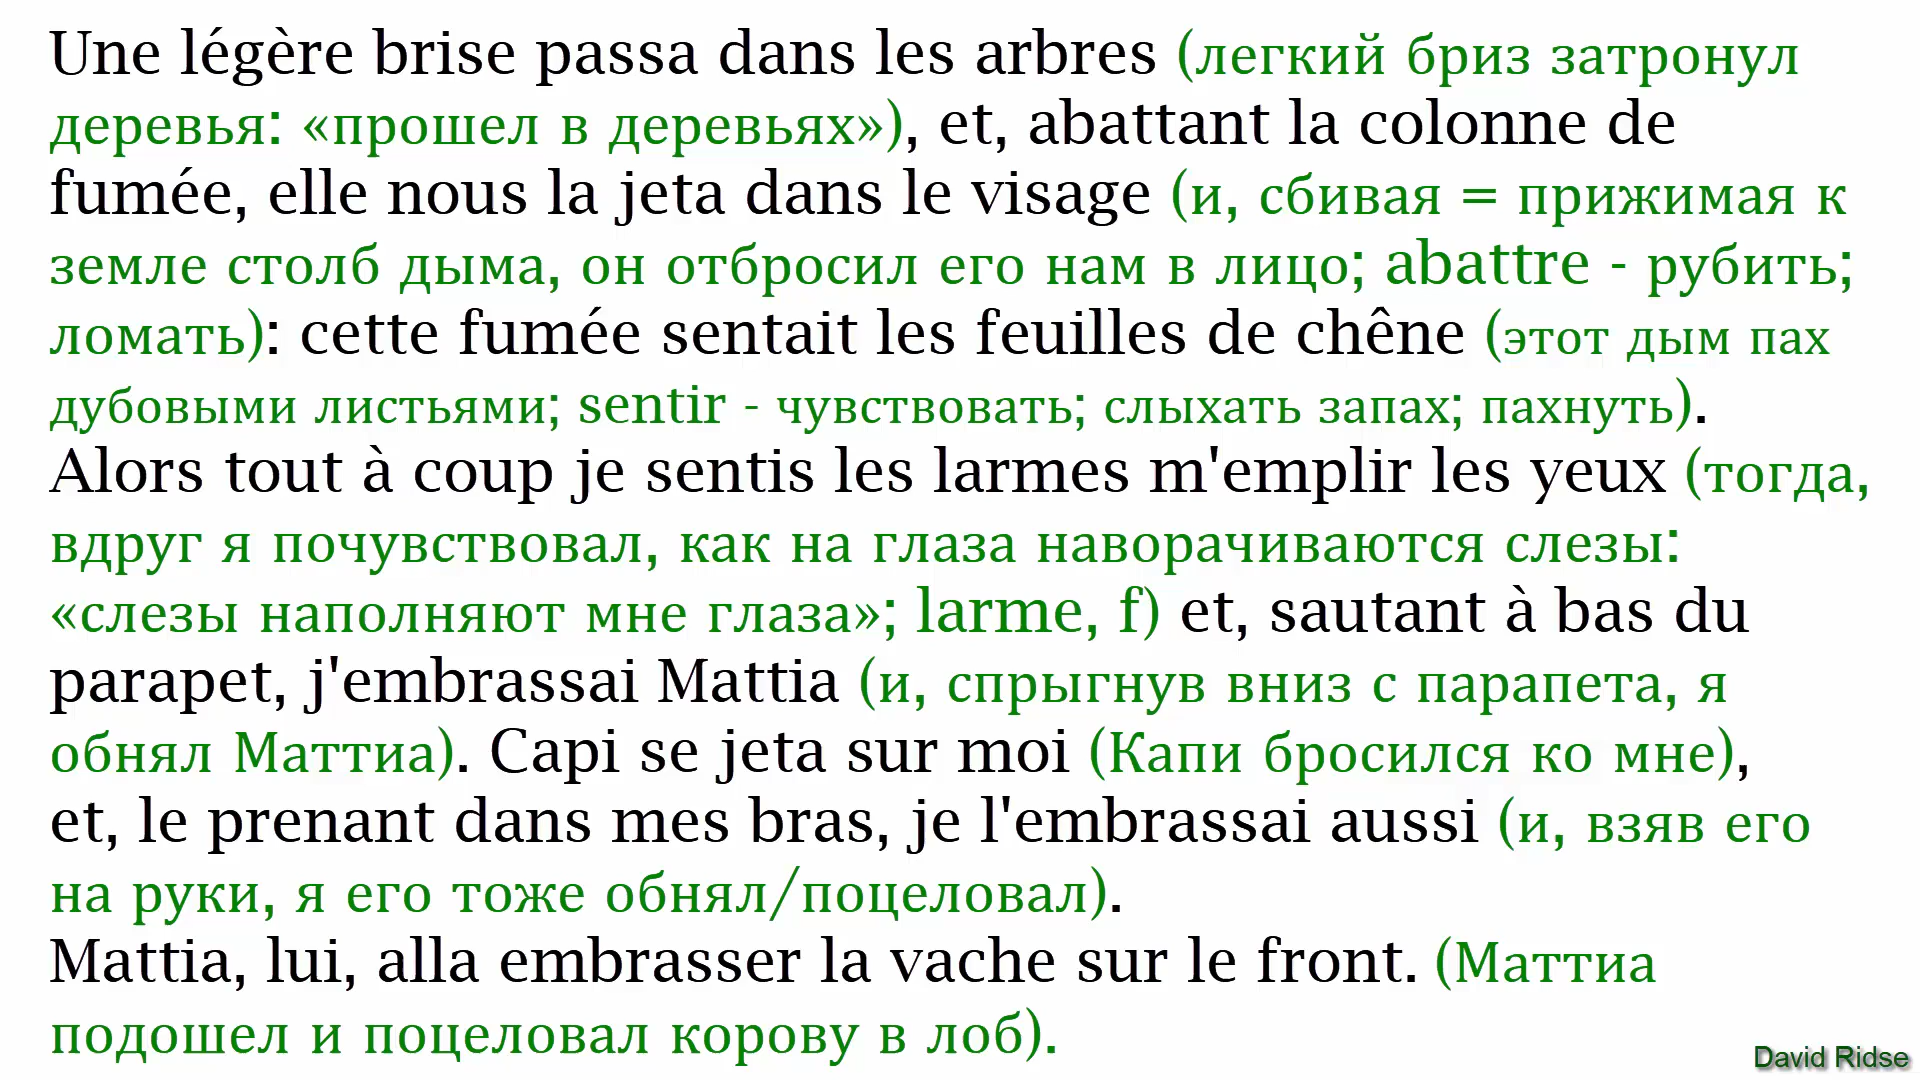 Une légère brise passa dans les arbres (легкий бриз затронул
деревья: «прошел в деревьях»), et, abattant la colonne de
fumée, elle nous la jeta dans le visage (и, сбивая = прижимая к
земле столб дыма, он отбросил его нам в лицо; abattre - рубить;
ломать): cette fumée sentait les feuilles de chêne (этот дым пах
дубовыми листьями; sentir - чувствовать; слыхать запах; пахнуть).
Alors tout à coup je sentis les larmes m'emplir les yeux (тогда,
вдруг я почувствовал, как на глаза наворачиваются слезы:
«слезы наполняют мне глаза»; larme, f) et, sautant à bas du
parapet, j'embrassai Mattia (и, спрыгнув вниз с парапета, я
обнял Маттиа). Capi se jeta sur moi (Капи бросился ко мне),
et, le prenant dans mes bras, je l'embrassai aussi (и, взяв его
на руки, я его тоже обнял/поцеловал).
Mattia, lui, alla embrasser la vache sur le front. (Маттиа
подошел и поцеловал корову в лоб).
David Ridse